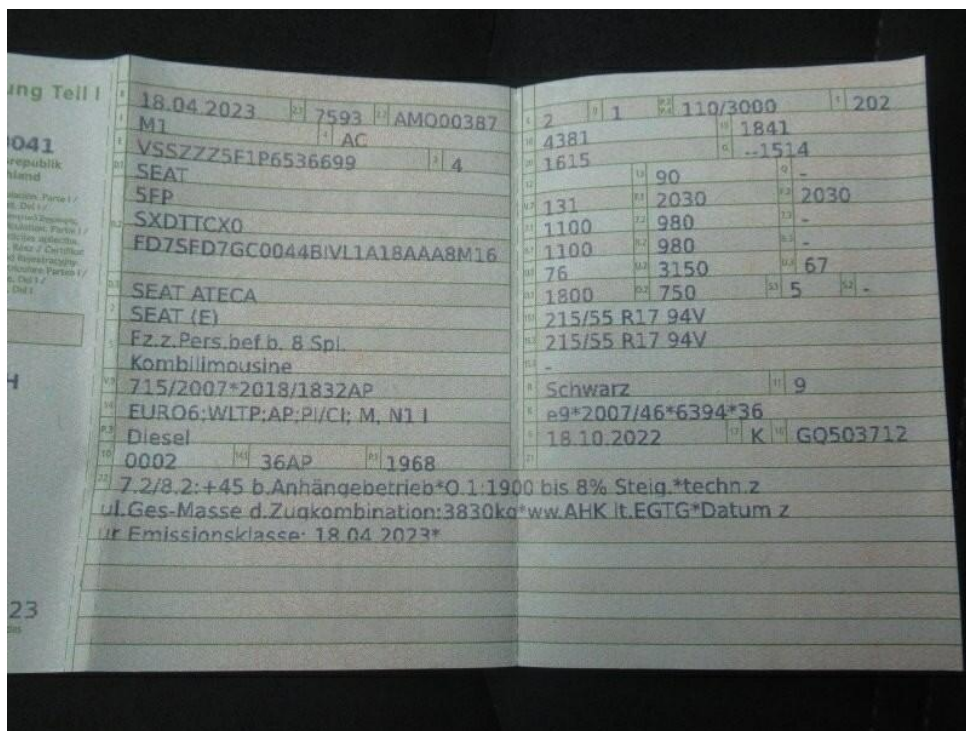 ung Teil I
0041
republik
hland
H
23
18.04.2023 7593 AMQ00387
M1 AC
VSSZZZ5F1P6536699 4
SEAT
5FP
SXDTTCX0
FD7SFD7GC0044BIVL1A18AAA8M16
SEAT ATECA
SEAT (E)
Fz.z.Pers.bef.b. 8 Spl.
Kombilimousine
715/2007*2018/1832AP
EURO6;WLTP;AP;PI/CI; M, N1 I
Diesel
0002 36AP 1968
2 1 110/3000 202
4381 1841
1615 --1514
90 -
131 2030 2030
1100 980 -
1100 980 -
76 3150 67
1800 750 5 -
215/55 R17 94V
215/55 R17 94V
-
Schwarz 9
e9*2007/46*6394*36
18.10.2022 K GQ503712
7.2/8.2:+45 b.Anhängebetrieb*O.1:1900 bis 8% Steig.*techn.z
ul.Ges-Masse d.Zugkombination:3830kg*ww.AHK lt.EGTG*Datum z
ur Emissionsklasse: 18.04.2023*